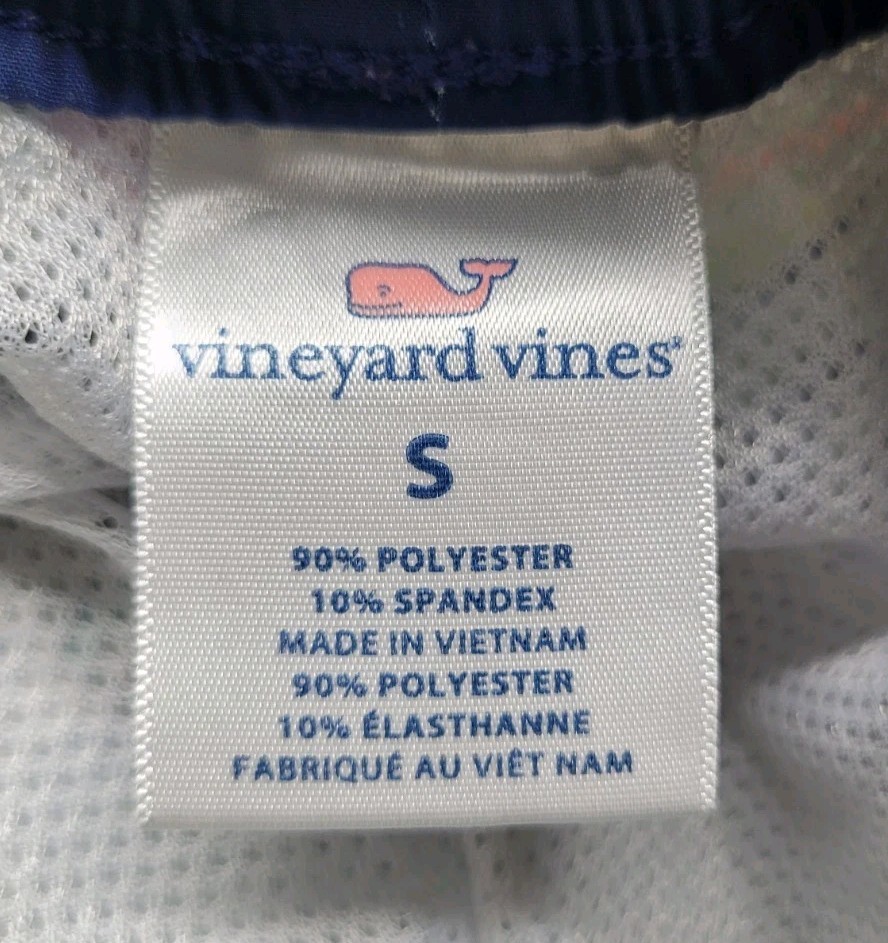 vineyard vines®
S
90% POLYESTER
10% SPANDEX
MADE IN VIETNAM
90% POLYESTER
10% ÉLASTHANNE
FABRIQUÉ AU VIÊT NAM